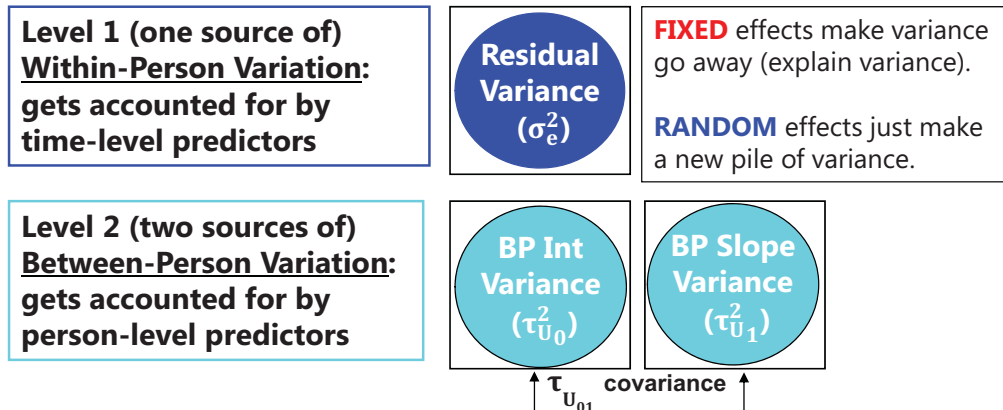 Level 1 (one source of)
Within-Person Variation:
gets accounted for by
time-level predictors
Residual
Variance
(σ²ₑ)
FIXED effects make variance
go away (explain variance).
RANDOM effects just make
a new pile of variance.
Level 2 (two sources of)
Between-Person Variation:
gets accounted for by
person-level predictors
BP Int
Variance
(τ²U₀)
BP Slope
Variance
(τ²U₁)
τU₀₁ covariance